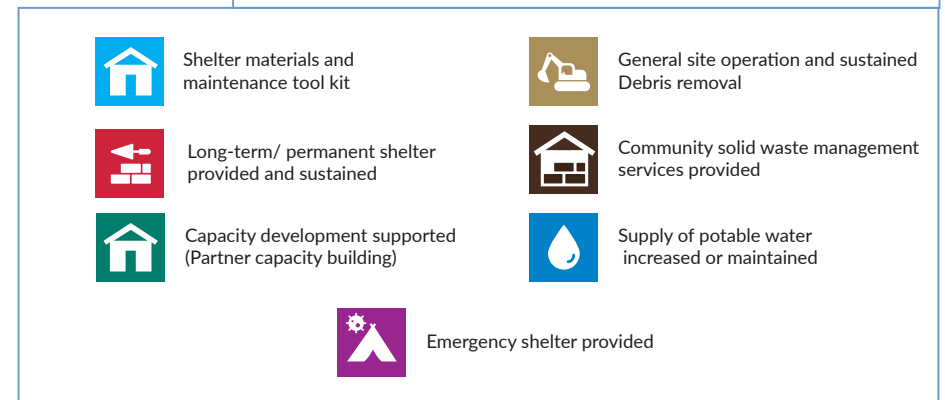 Shelter materials and
maintenance tool kit
General site operation and sustained
Debris removal
Long-term/ permanent shelter
provided and sustained
Community solid waste management
services provided
Capacity development supported
(Partner capacity building)
Supply of potable water
increased or maintained
Emergency shelter provided